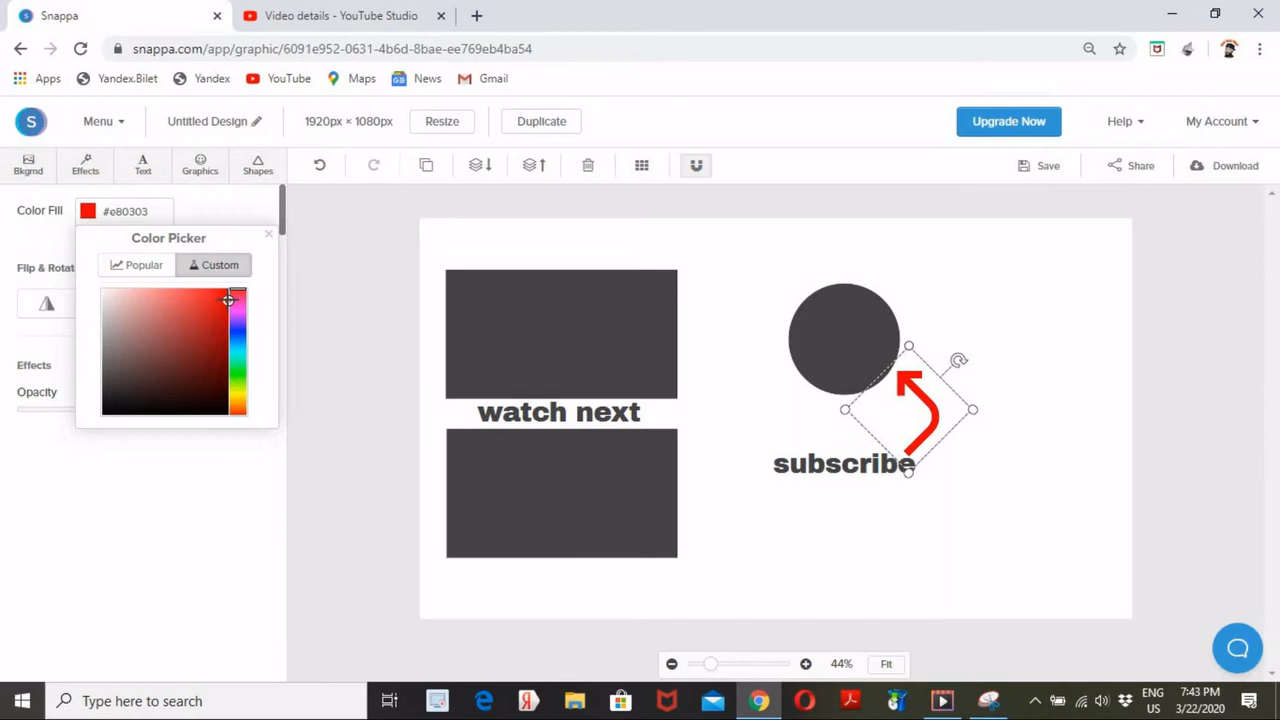 Snappa
Video details - YouTube Studio
snappa.com/app/graphic/6091e952-0631-4b6d-8bae-ee769eb4ba54
Apps Yandex.Bilet Yandex YouTube Maps News Gmail
S Menu Untitled Design 1920px × 1080px Resize Duplicate Upgrade Now Help My Account
Bkgrnd Effects Text Graphics Shapes Save Share Download
Color Fill #e80303
Color Picker
Popular Custom
Flip & Rotat
Effects
Opacity
watch next
subscribe
44% Fit
Type here to search
ENG 7:43 PM
US 3/22/2020